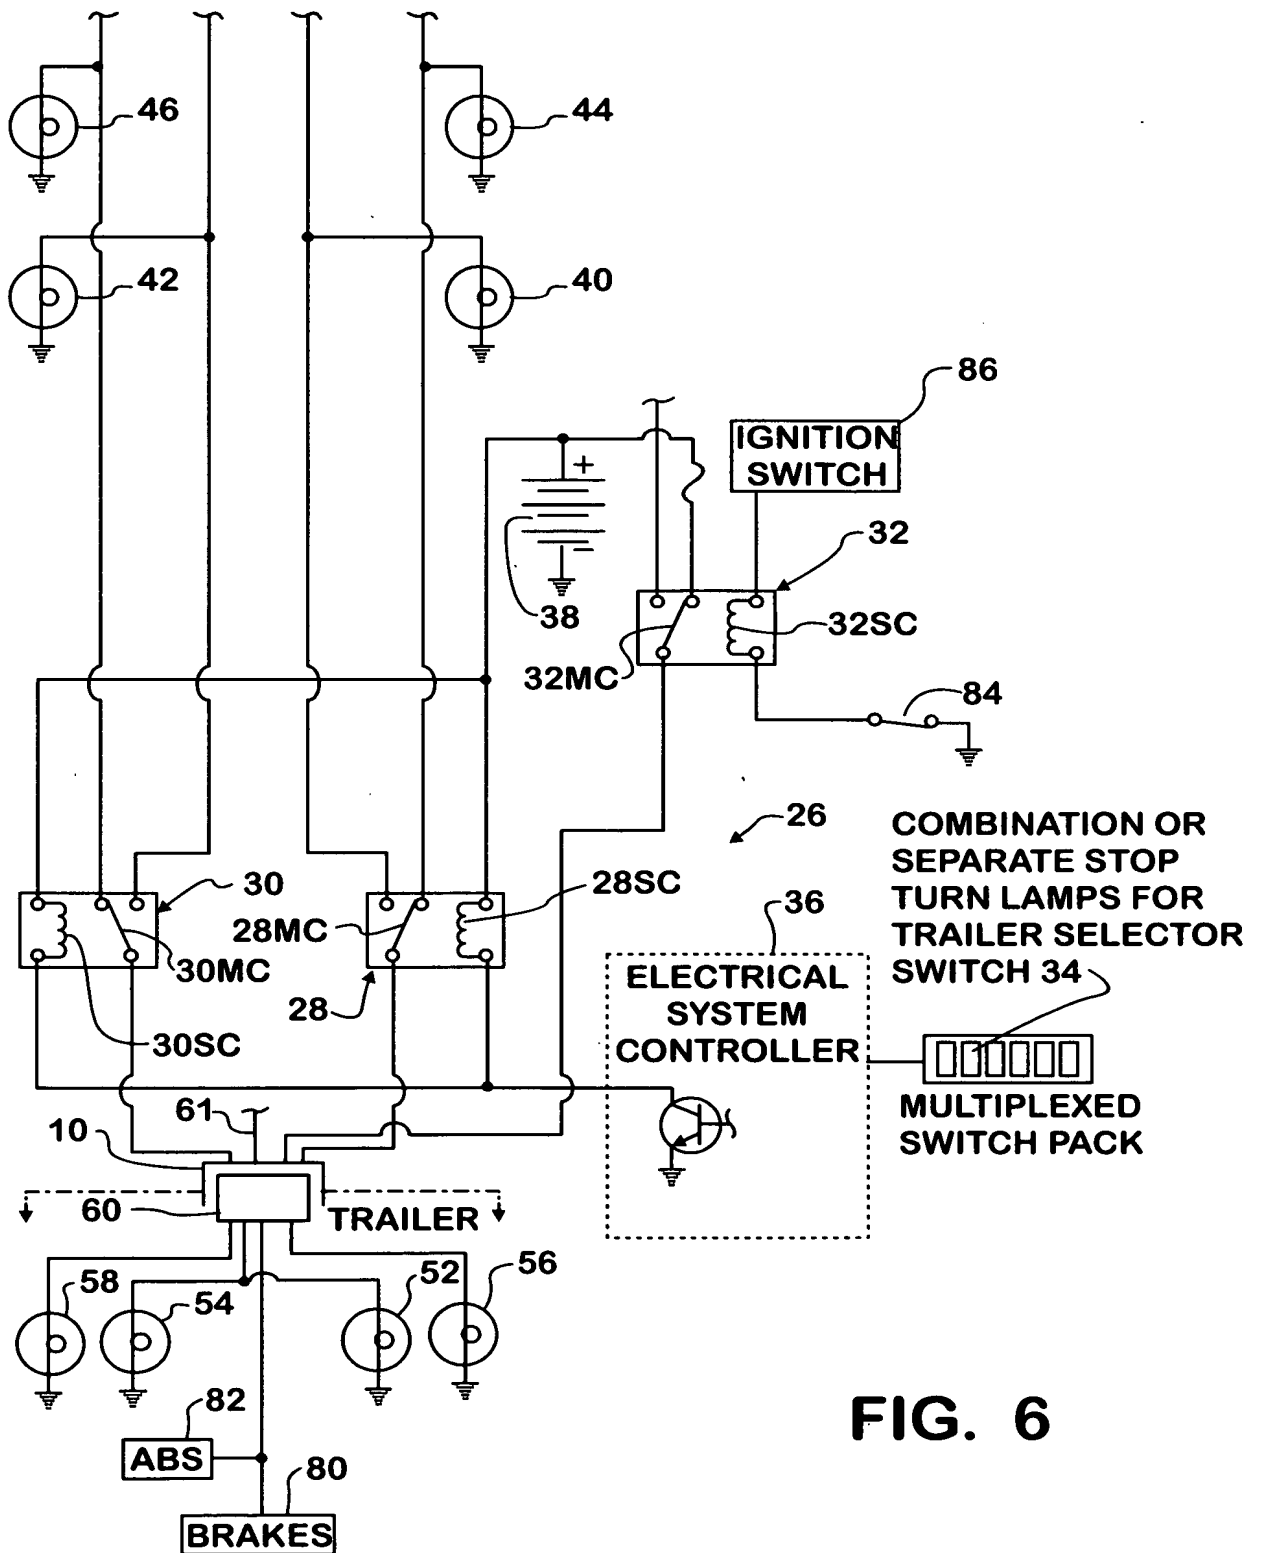 46
44
42
40
86
IGNITION
SWITCH
+
32
38
32SC
32MC
84
26
COMBINATION OR
SEPARATE STOP
TURN LAMPS FOR
TRAILER SELECTOR
SWITCH 34
30
28SC
28MC
36
30MC
28
ELECTRICAL
SYSTEM
CONTROLLER
30SC
61
MULTIPLEXED
SWITCH PACK
10
60
TRAILER
58
54
52
56
82
ABS
80
BRAKES
FIG. 6